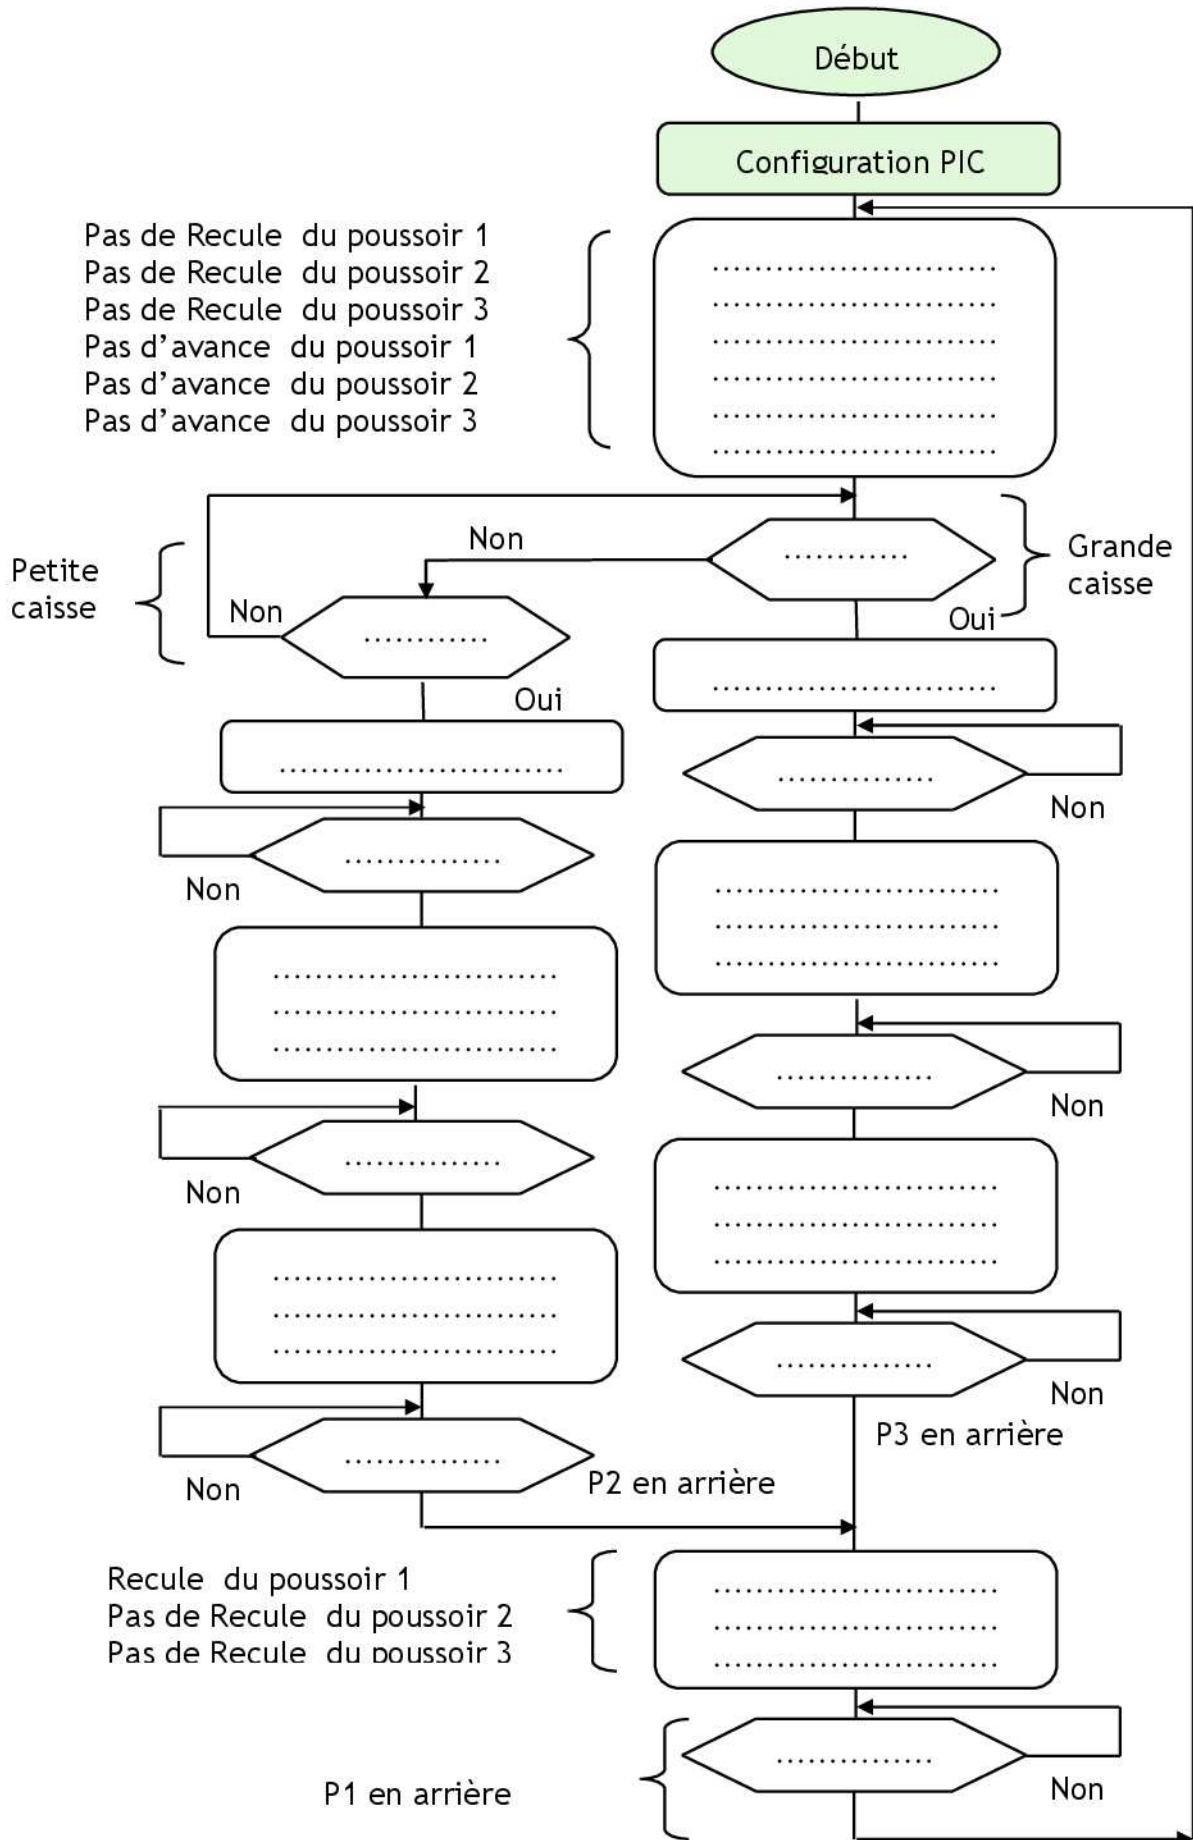 Début
Configuration PIC
Pas de Recule du poussoir 1
Pas de Recule du poussoir 2
Pas de Recule du poussoir 3
Pas d'avance du poussoir 1
Pas d'avance du poussoir 2
Pas d'avance du poussoir 3
...........................
...........................
...........................
...........................
...........................
...........................
Non
............
Grande
caisse
Petite
caisse
Non
............
Oui
...........................
Oui
...........................
...............
Non
...............
Non
...........................
...........................
...........................
...........................
...........................
...........................
...............
Non
...............
Non
...........................
...........................
...........................
...........................
...........................
...........................
...............
Non
P3 en arrière
...............
Non
P2 en arrière
Recule du poussoir 1
Pas de Recule du poussoir 2
Pas de Recule du poussoir 3
...........................
...........................
...........................
...............
Non
P1 en arrière